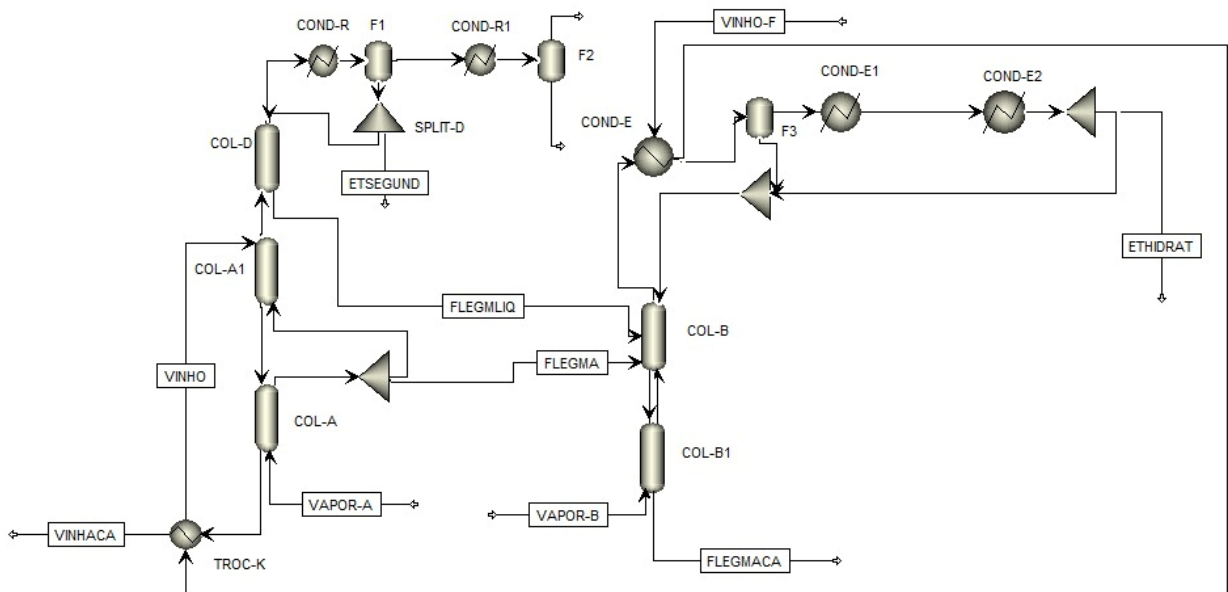 VINHO-F
COND-R
F1
COND-R1
F2
COND-E1
COND-E2
COND-E
F3
SPLIT-D
COL-D
ETSEGUND
ETHIDRAT
COL-A1
FLEGMLIQ
COL-B
FLEGMA
VINHO
COL-A
COL-B1
VAPOR-A
VAPOR-B
VINHACA
TROC-K
FLEGMACA